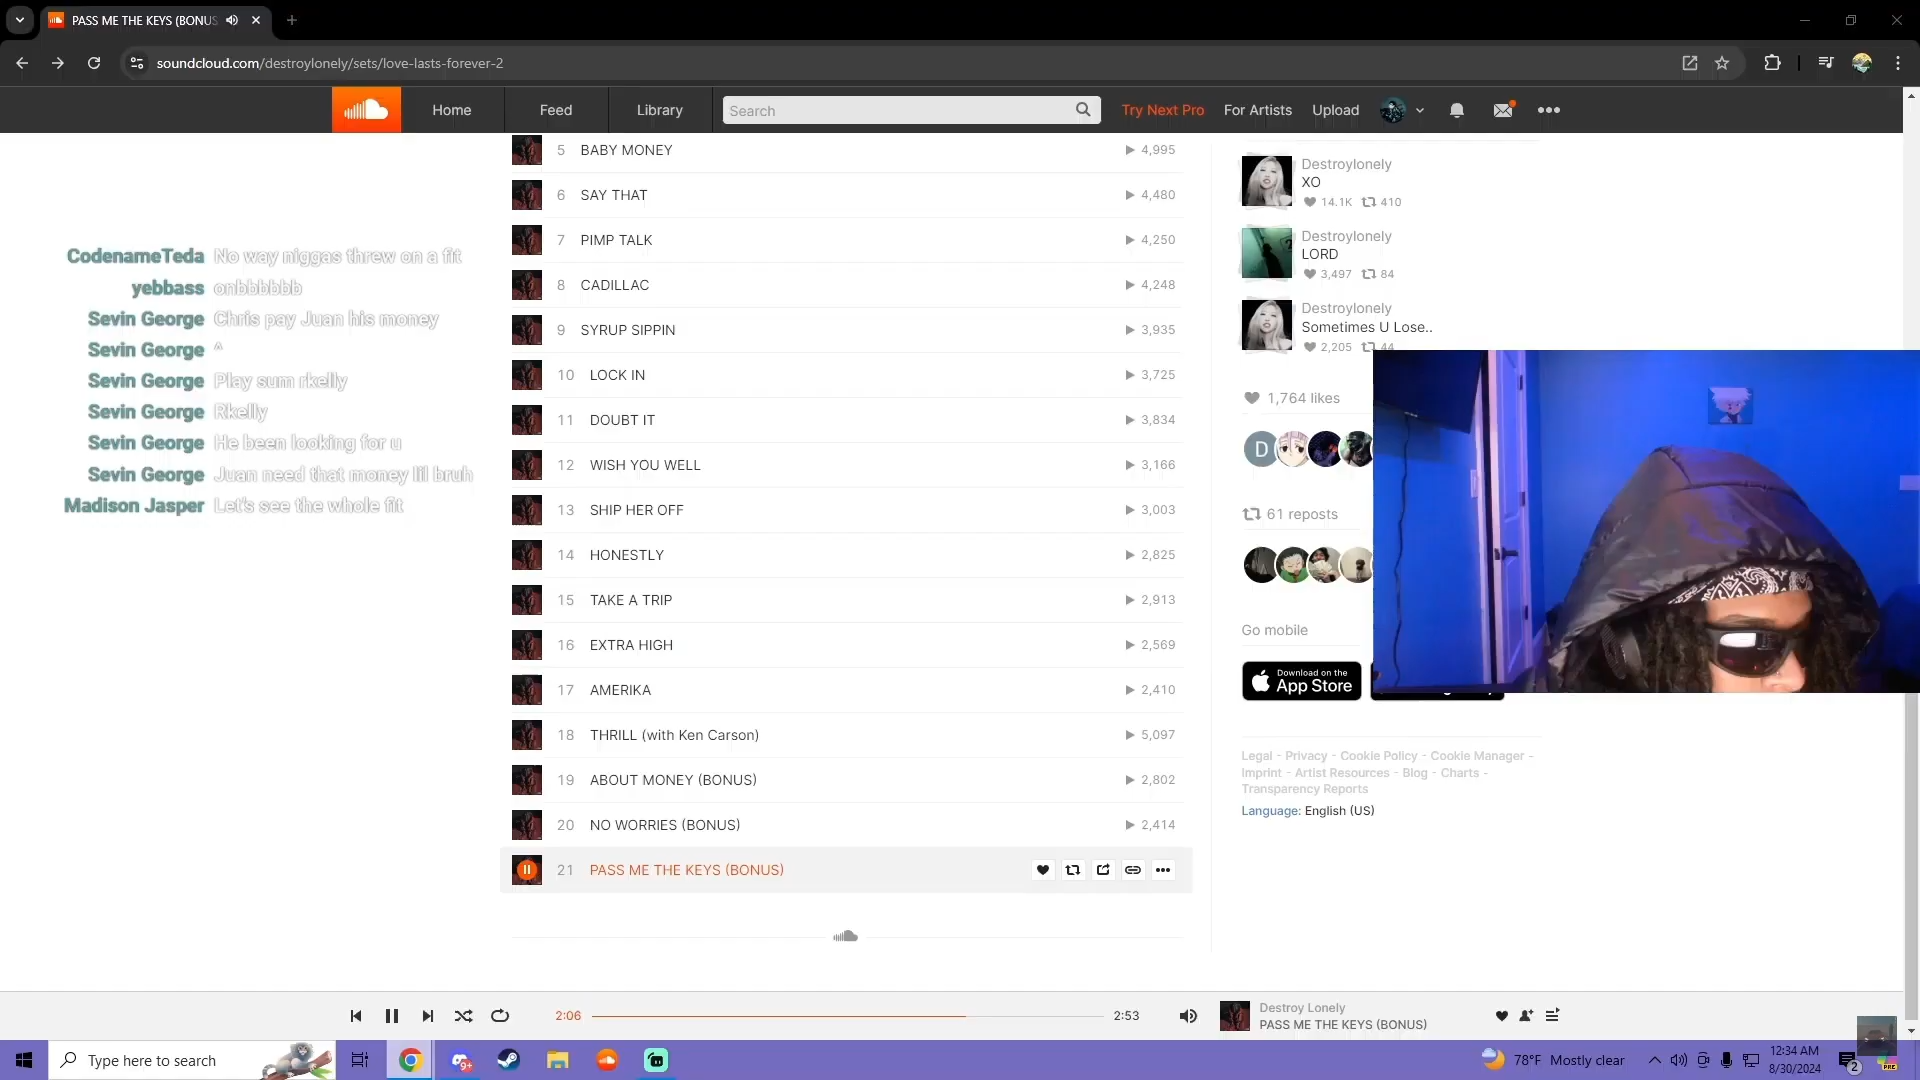 PASS ME THE KEYS (BONUS
soundcloud.com/destroylonely/sets/love-lasts-forever-2
Home
Feed
Library
Search
Try Next Pro
For Artists
Upload
5 BABY MONEY 4,995
6 SAY THAT 4,480
7 PIMP TALK 4,250
8 CADILLAC 4,248
9 SYRUP SIPPIN 3,935
10 LOCK IN 3,725
11 DOUBT IT 3,834
12 WISH YOU WELL 3,166
13 SHIP HER OFF 3,003
14 HONESTLY 2,825
15 TAKE A TRIP 2,913
16 EXTRA HIGH 2,569
17 AMERIKA 2,410
18 THRILL (with Ken Carson) 5,097
19 ABOUT MONEY (BONUS) 2,802
20 NO WORRIES (BONUS) 2,414
21 PASS ME THE KEYS (BONUS)
CodenameTeda No way niggas threw on a fit
yebbass onbbbbbb
Sevin George Chris pay Juan his money
Sevin George ^
Sevin George Play sum rkelly
Sevin George Rkelly
Sevin George He been looking for u
Sevin George Juan need that money lil bruh
Madison Jasper Let's see the whole fit
Destroylonely
XO
14.1K 410
Destroylonely
LORD
3,497 84
Destroylonely
Sometimes U Lose..
2,205 44
1,764 likes
D
61 reposts
Go mobile
Download on the
App Store
Legal - Privacy - Cookie Policy - Cookie Manager -
Imprint - Artist Resources - Blog - Charts -
Transparency Reports
Language: English (US)
2:06
2:53
Destroy Lonely
PASS ME THE KEYS (BONUS)
Type here to search
9+
78°F Mostly clear
12:34 AM
8/30/2024
2
PRE